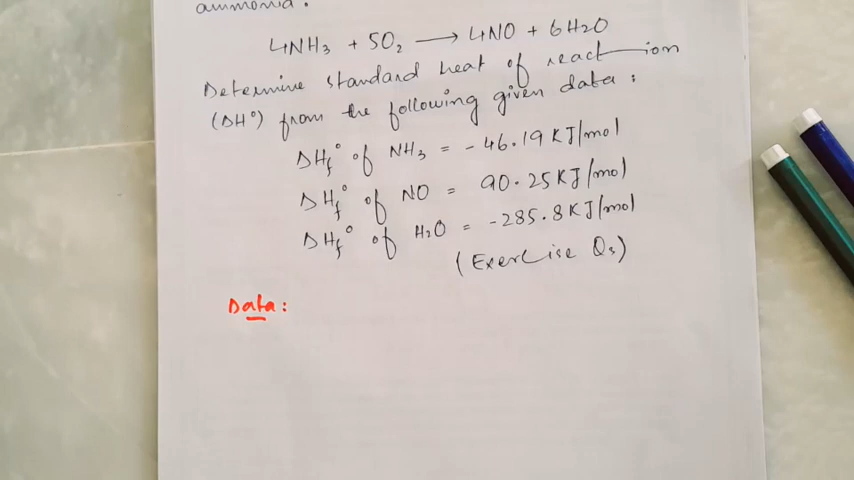 ammonia.
4NH3 + 5O2 → 4NO + 6H2O
Determine standard heat of reaction
(ΔH°) from the following given data:
ΔHf° of NH3 = -46.19 KJ/mol
ΔHf° of NO = 90.25 KJ/mol
ΔHf° of H2O = -285.8 KJ/mol
(Exercise Q3)
Data: